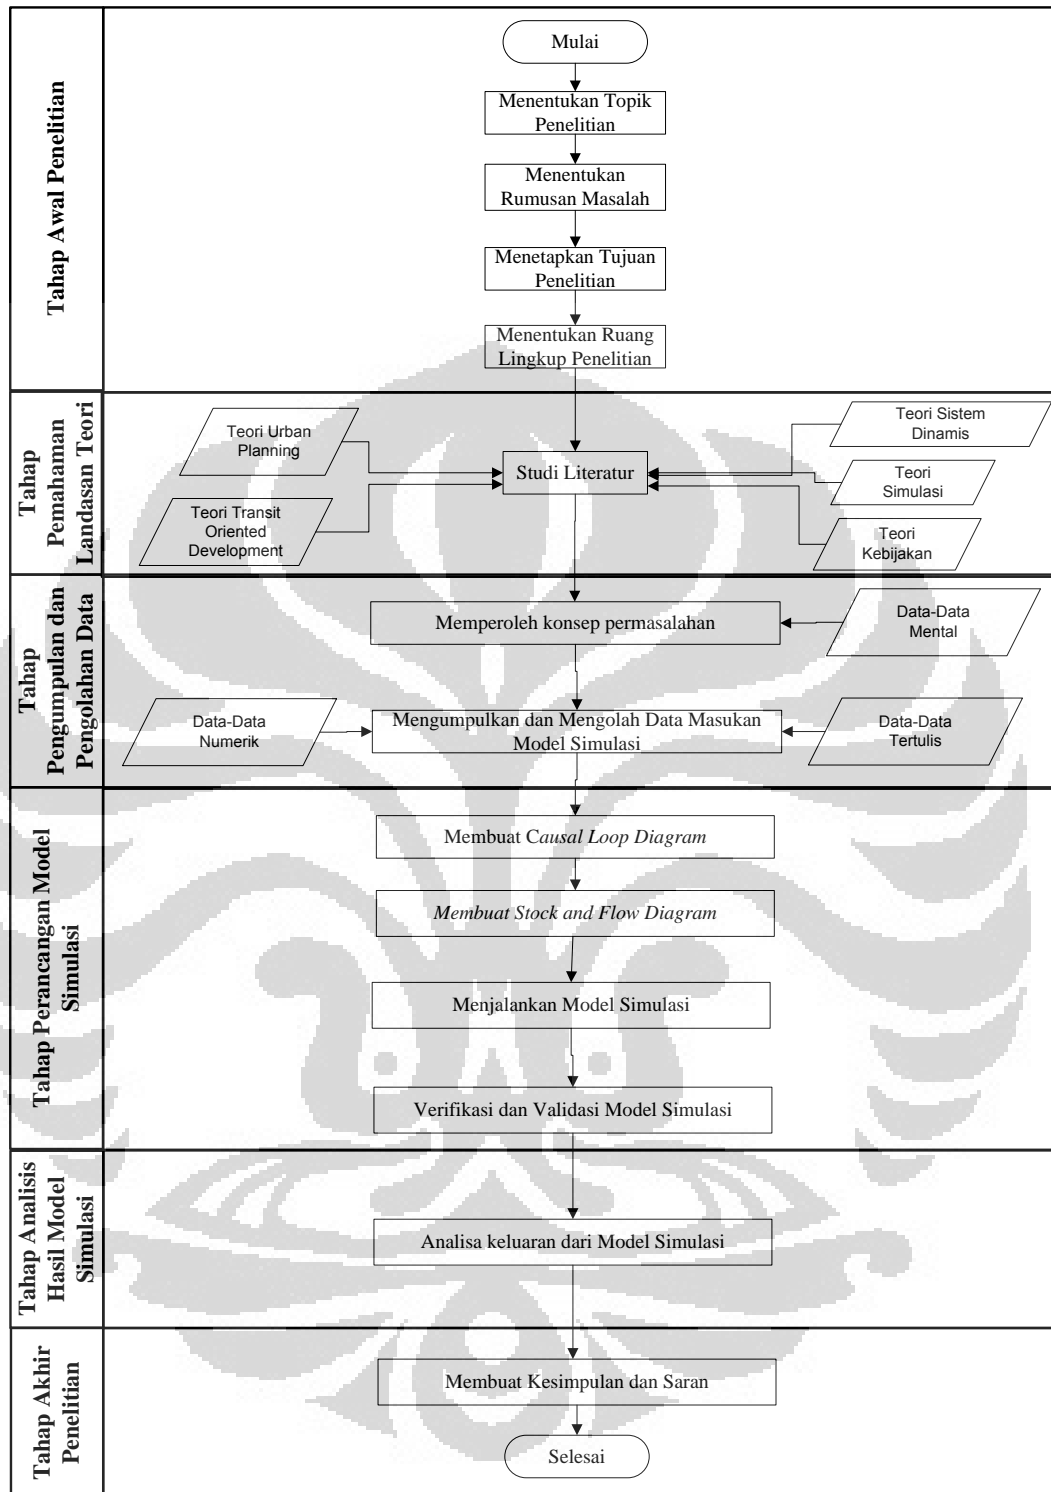 Tahap Awal Penelitian
Mulai
Menentukan Topik
Penelitian
Menentukan
Rumusan Masalah
Menetapkan Tujuan
Penelitian
Menentukan Ruang
Lingkup Penelitian
Tahap
Pemahaman
Landasan Teori
Teori Urban
Planning
Teori Transit
Oriented
Development
Studi Literatur
Teori Sistem
Dinamis
Teori
Simulasi
Teori
Kebijakan
Tahap
Pengumpulan dan
Pengolahan Data
Memperoleh konsep permasalahan
Data-Data
Mental
Data-Data
Numerik
Mengumpulkan dan Mengolah Data Masukan
Model Simulasi
Data-Data
Tertulis
Tahap Perancangan Model
Simulasi
Membuat Causal Loop Diagram
Membuat Stock and Flow Diagram
Menjalankan Model Simulasi
Verifikasi dan Validasi Model Simulasi
Tahap Analisis
Hasil Model
Simulasi
Analisa keluaran dari Model Simulasi
Tahap Akhir
Penelitian
Membuat Kesimpulan dan Saran
Selesai